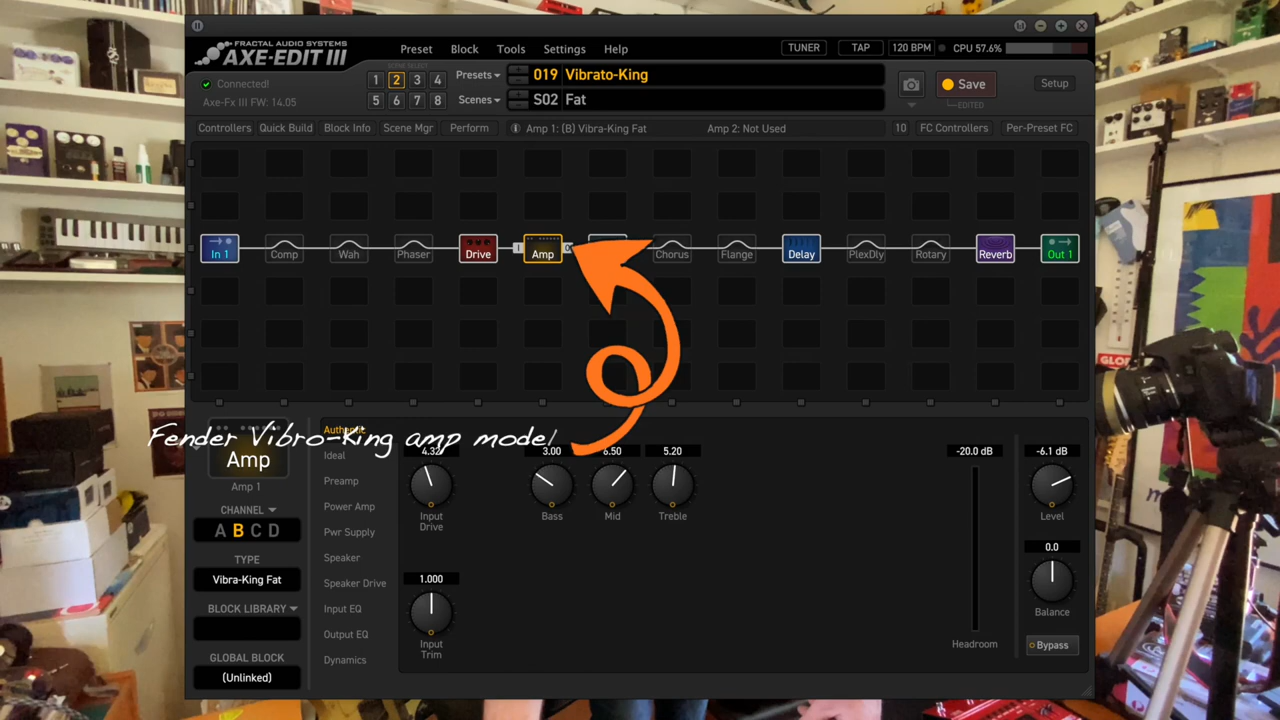 FRACTAL AUDIO SYSTEMS
AXE-EDIT III
Preset Block Tools Settings Help
TUNER TAP 120 BPM CPU 57.6%
Connected!
Axe-Fx III FW: 14.05
SCENE SELECT
1 2 3 4
5 6 7 8
Presets 019 Vibrato-King
Scenes S02 Fat
Save
EDITED
Setup
Controllers Quick Build Block Info Scene Mgr Perform Amp 1: (B) Vibra-King Fat Amp 2: Not Used 10 FC Controllers Per-Preset FC
In 1 Comp Wah Phaser Drive I Amp Chorus Flange Delay PlexDly Rotary Reverb Out 1
Fender Vibro-King amp model
Amp
Amp 1
CHANNEL
A B C D
TYPE
Vibra-King Fat
BLOCK LIBRARY
GLOBAL BLOCK
(Unlinked)
Authentic
Ideal
Preamp
Power Amp
Pwr Supply
Speaker
Speaker Drive
Input EQ
Output EQ
Dynamics
4.32 3.00 6.50 5.20
Input Drive Bass Mid Treble
1.000
Input Trim
-20.0 dB
Headroom
-6.1 dB
Level
0.0
Balance
Bypass
GLOB